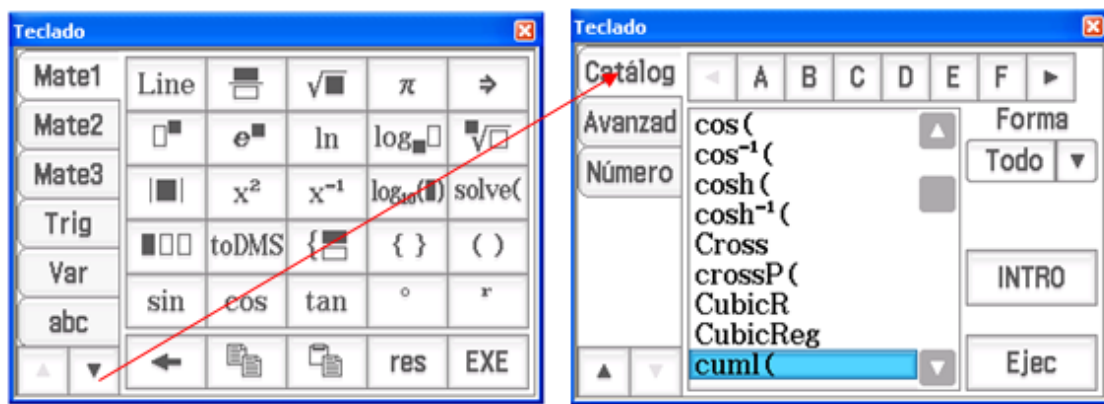 Teclado
Mate1
Mate2
Mate3
Trig
Var
abc
Line √■ π ⇒
□■ e■ ln log■□ ■√□
|■| x² x⁻¹ log₁₀(■) solve(
■□□ toDMS { } ( )
sin cos tan ° r
res EXE
Teclado
Catálog
Avanzad
Número
A B C D E F
cos(
cos⁻¹(
cosh(
cosh⁻¹(
Cross
crossP(
CubicR
CubicReg
cuml(
Forma
Todo
INTRO
Ejec